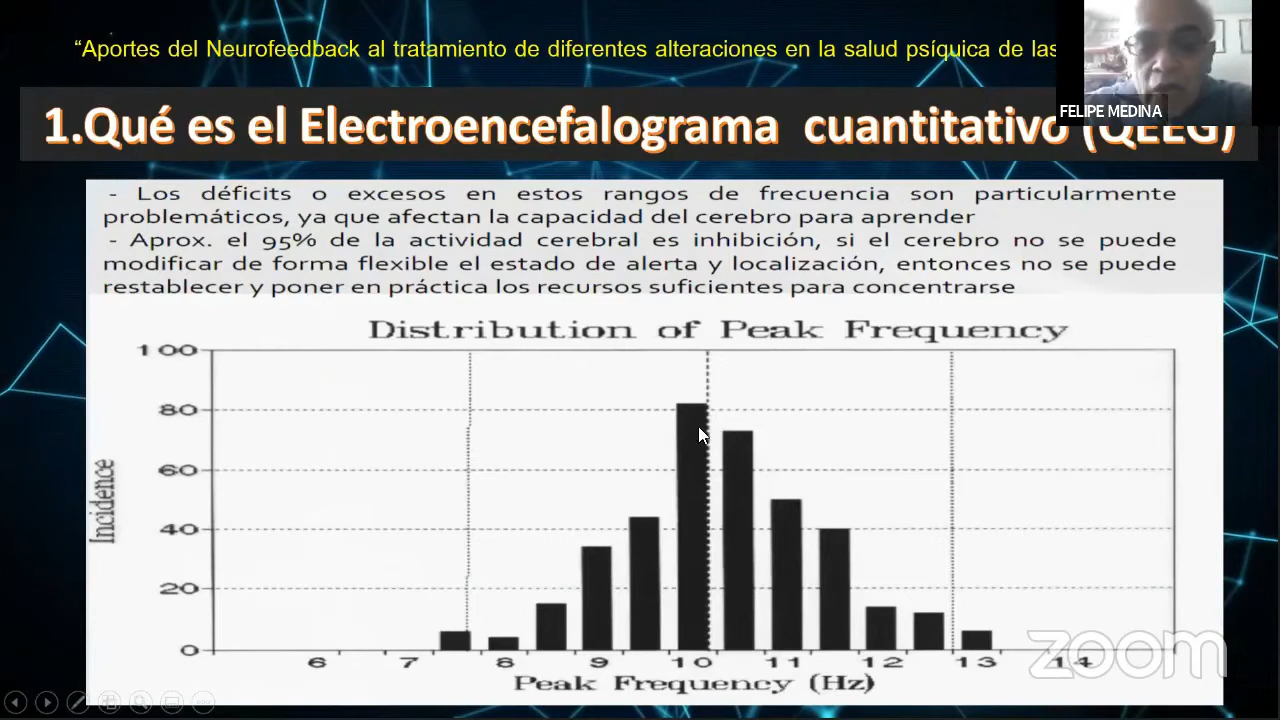 “Aportes del Neurofeedback al tratamiento de diferentes alteraciones en la salud psíquica de las
FELIPE MEDINA
1.Qué es el Electroencefalograma cuantitativo (QEEG)
- Los déficits o excesos en estos rangos de frecuencia son particularmente
problemáticos, ya que afectan la capacidad del cerebro para aprender
- Aprox. el 95% de la actividad cerebral es inhibición, si el cerebro no se puede
modificar de forma flexible el estado de alerta y localización, entonces no se puede
restablecer y poner en práctica los recursos suficientes para concentrarse
Distribution of Peak Frequency
100
80
60
40
20
0
Incidence
6 7 8 9 10 11 12 13 14
Peak Frequency (Hz)
zoom